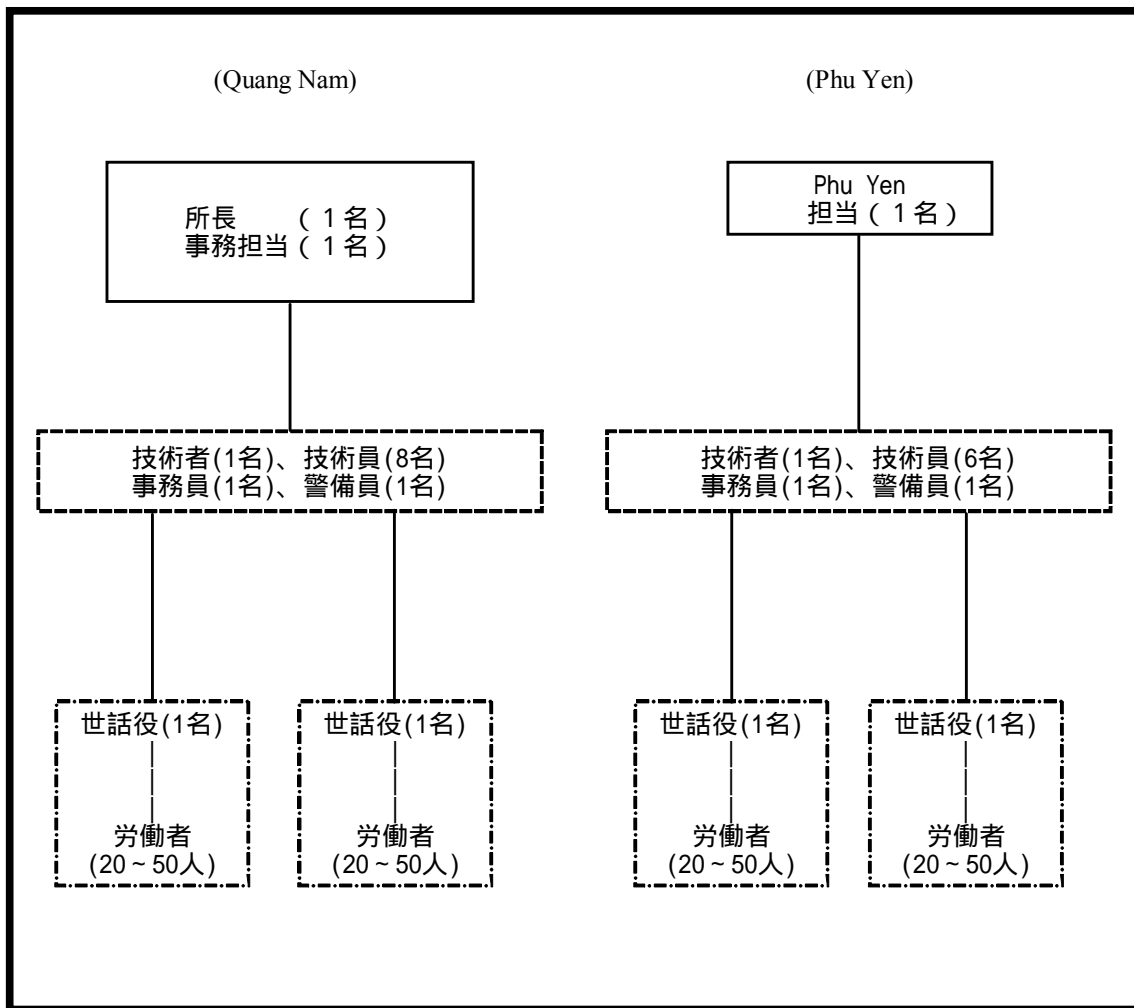 (Quang Nam)
所長　　（１名）
事務担当（１名）
技術者(1名)、技術員(8名)
事務員(1名)、警備員(1名)
世話役(1名)
労働者
(20~50人)
世話役(1名)
労働者
(20~50人)
(Phu Yen)
Phu Yen
担当（１名）
技術者(1名)、技術員(6名)
事務員(1名)、警備員(1名)
世話役(1名)
労働者
(20~50人)
世話役(1名)
労働者
(20~50人)